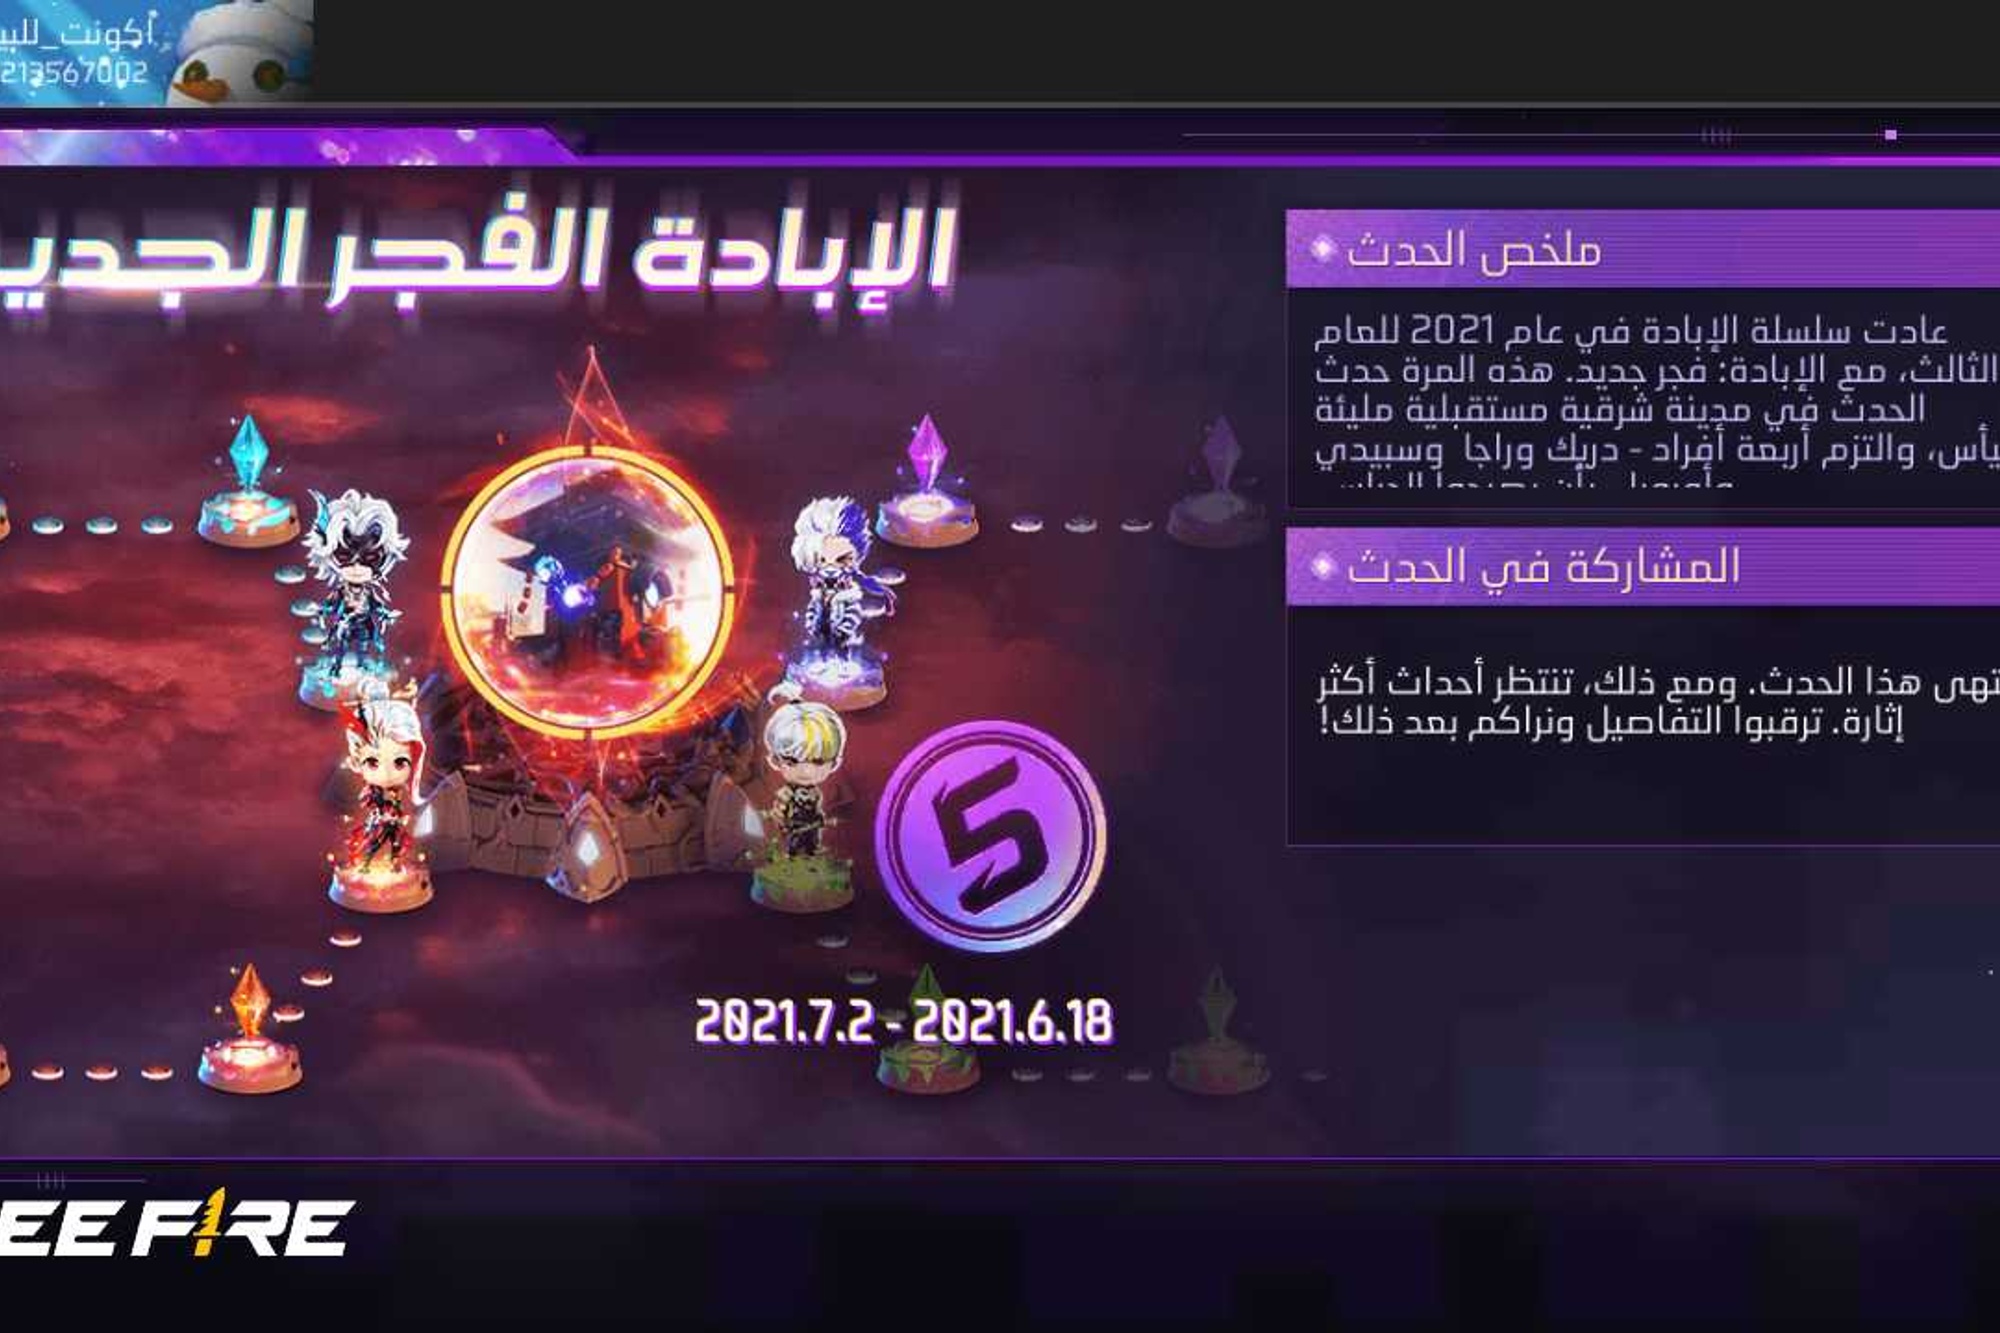 أكونت_للبي
213567002
الإبادة الفجر الجديد
ملخص الحدث
عادت سلسلة الإبادة في عام 2021 للعام
الثالث، مع الإبادة: فجر جديد. هذه المرة حدث
الحدث في مدينة شرقية مستقبلية مليئة
يأس، والتزم أربعة أفراد - دريك وراجا وسبيدي
المشاركة في الحدث
تهى هذا الحدث. ومع ذلك، تنتظر أحداث أكثر
إثارة. ترقبوا التفاصيل ونراكم بعد ذلك!
5
2021.7.2 - 2021.6.18
EE FIRE